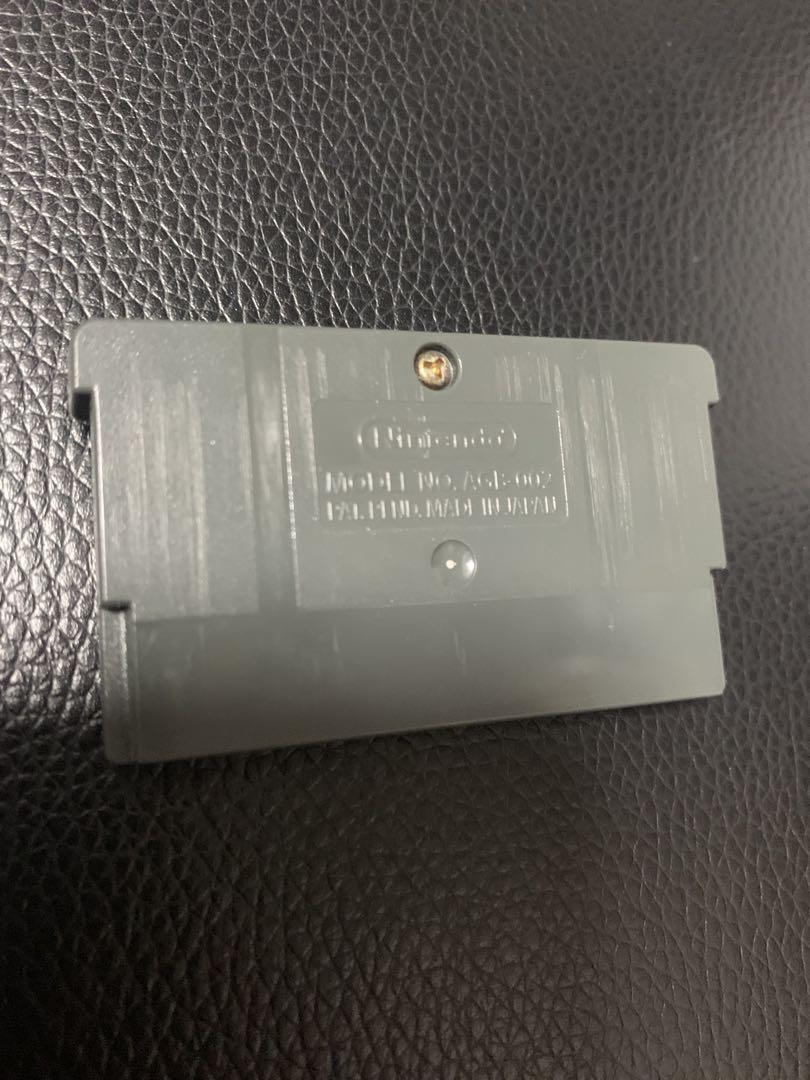 Nintendo
MODEL NO. AGB-002
PAT. PEND. MADE IN JAPAN